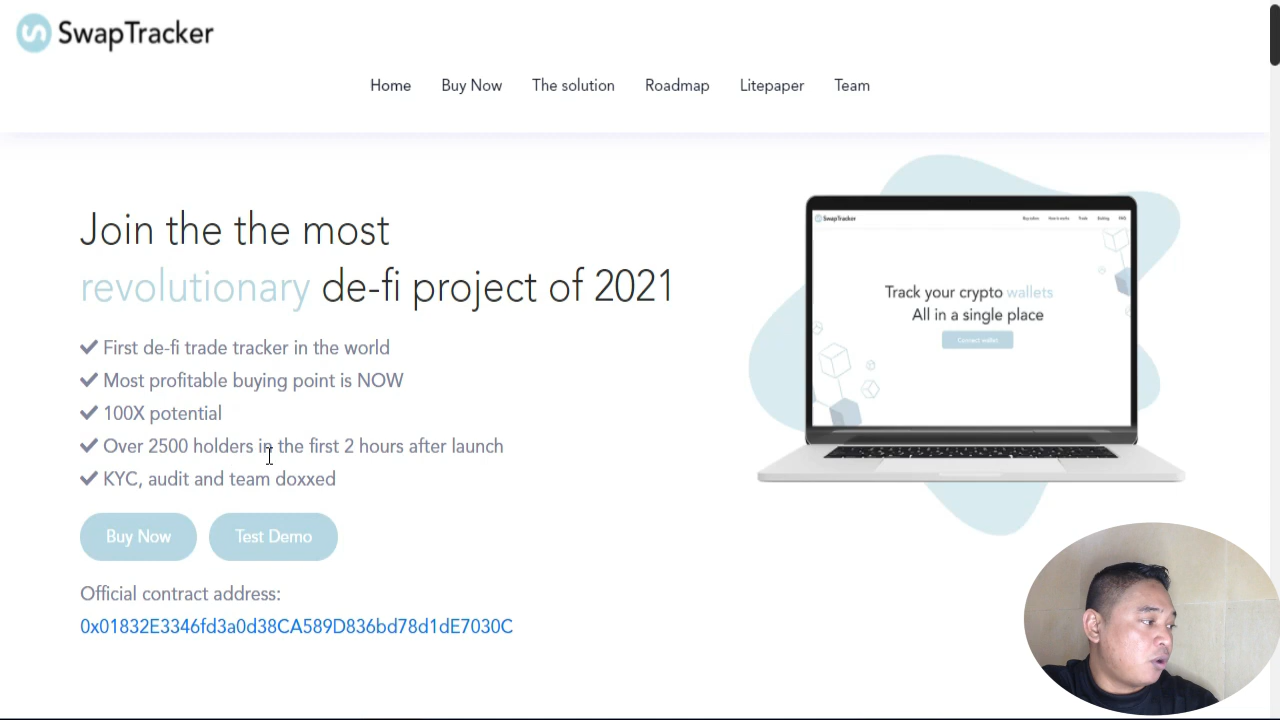 SwapTracker
Home Buy Now The solution Roadmap Litepaper Team
Join the the most
revolutionary de-fi project of 2021
First de-fi trade tracker in the world
Most profitable buying point is NOW
100X potential
Over 2500 holders in the first 2 hours after launch
KYC, audit and team doxxed
Buy Now Test Demo
Official contract address:
0x01832E3346fd3a0d38CA589D836bd78d1dE7030C
SwapTracker
Track your crypto wallets
All in a single place
Connect wallet